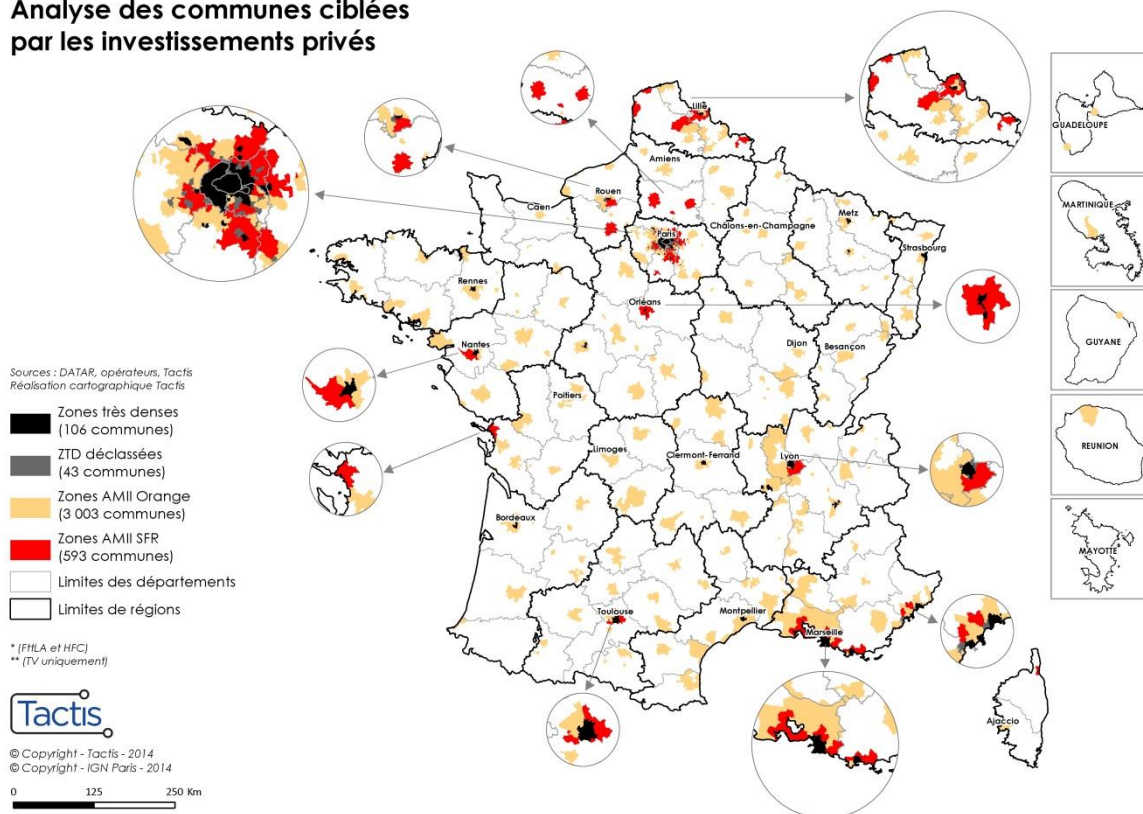 Analyse des communes ciblées
par les investissements privés
Lille
Amiens
Rouen
Caen
Paris
Châlons-en-Champagne
Metz
Strasbourg
Rennes
Orléans
Nantes
Dijon
Besançon
Poitiers
Limoges
Clermont-Ferrand
Lyon
Bordeaux
Toulouse
Montpellier
Marseille
Ajaccio
GUADELOUPE
MARTINIQUE
GUYANE
REUNION
MAYOTTE
Sources : DATAR, opérateurs, Tactis
Réalisation cartographique Tactis
Zones très denses
(106 communes)
ZTD déclassées
(43 communes)
Zones AMII Orange
(3 003 communes)
Zones AMII SFR
(593 communes)
Limites des départements
Limites de régions
* (FttLA et HFC)
** (TV uniquement)
Tactis
© Copyright - Tactis - 2014
© Copyright - IGN Paris - 2014
0 125 250 Km